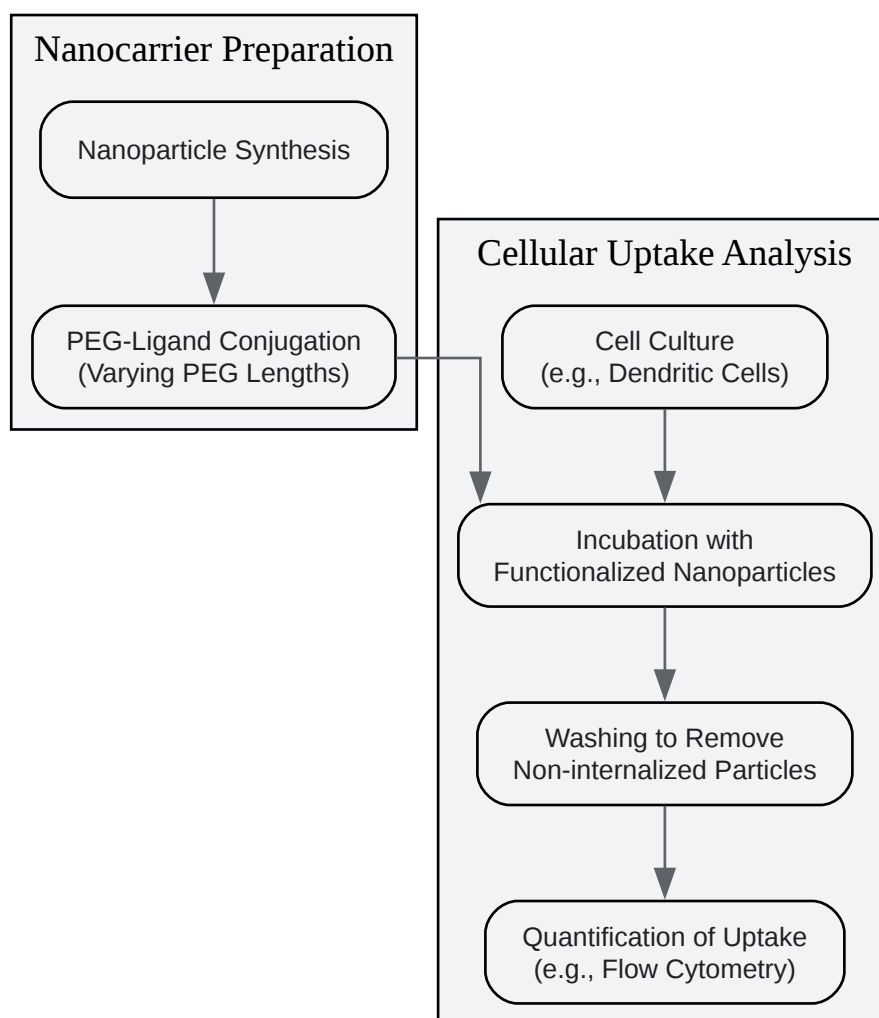 Nanocarrier Preparation
Nanoparticle Synthesis
PEG-Ligand Conjugation
(Varying PEG Lengths)
Cellular Uptake Analysis
Cell Culture
(e.g., Dendritic Cells)
Incubation with
Functionalized Nanoparticles
Washing to Remove
Non-internalized Particles
Quantification of Uptake
(e.g., Flow Cytometry)